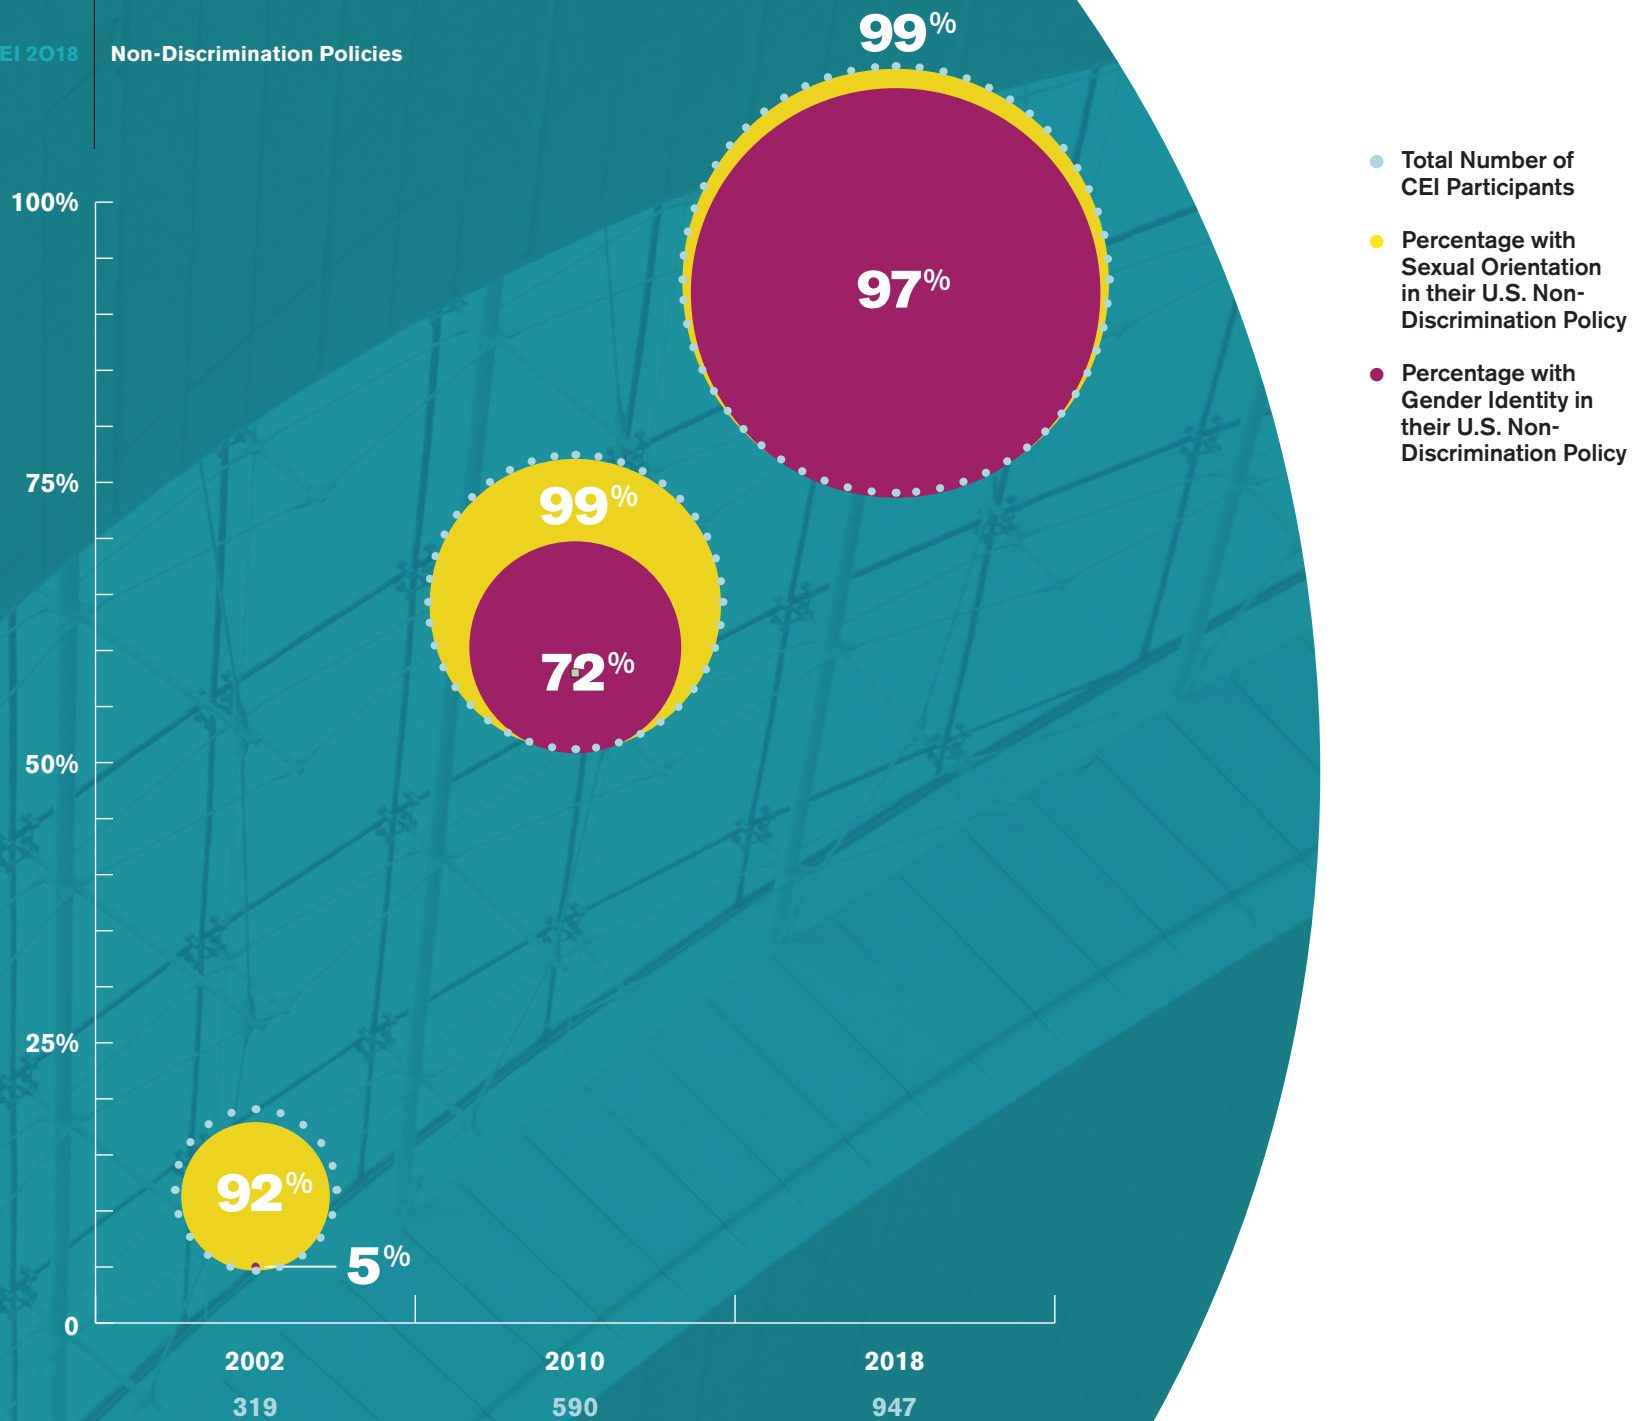 EI 2018
Non-Discrimination Policies
99%
100%
97%
75%
99%
72%
50%
25%
92%
5%
0
2002
2010
2018
319
590
947
Total Number of
CEI Participants
Percentage with
Sexual Orientation
in their U.S. Non-
Discrimination Policy
Percentage with
Gender Identity in
their U.S. Non-
Discrimination Policy